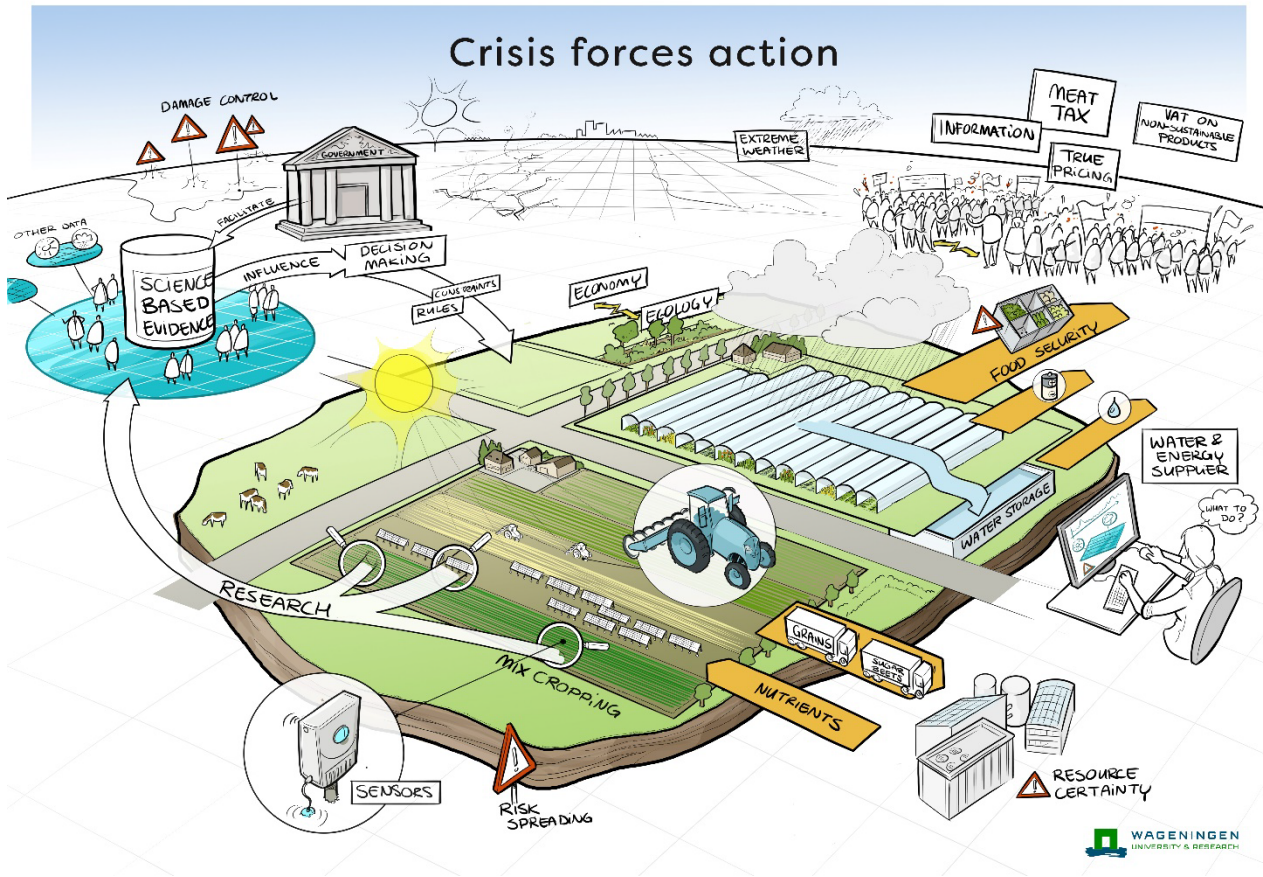 Crisis forces action
DAMAGE CONTROL
GOVERNMENT
FACILITATE
OTHER DATA
SCIENCE
BASED
EVIDENCE
INFLUENCE
DECISION
MAKING
CONSTRAINTS
RULES
ECONOMY
ECOLOGY
EXTREME
WEATHER
INFORMATION
MEAT
TAX
TRUE
PRICING
VAT ON
NON-SUSTAINABLE
PRODUCTS
FOOD SECURITY
WATER &
ENERGY
SUPPLIER
WHAT TO
DO?
WATER STORAGE
RESEARCH
MIX CROPPING
GRAINS
SUGAR
BEETS
NUTRIENTS
SENSORS
RISK
SPREADING
RESOURCE
CERTAINTY
WAGENINGEN
UNIVERSITY & RESEARCH